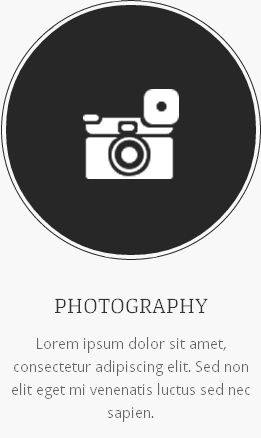 PHOTOGRAPHY
Lorem ipsum dolor sit amet,
consectetur adipiscing elit. Sed non
elit eget mi venenatis luctus sed nec
sapien.